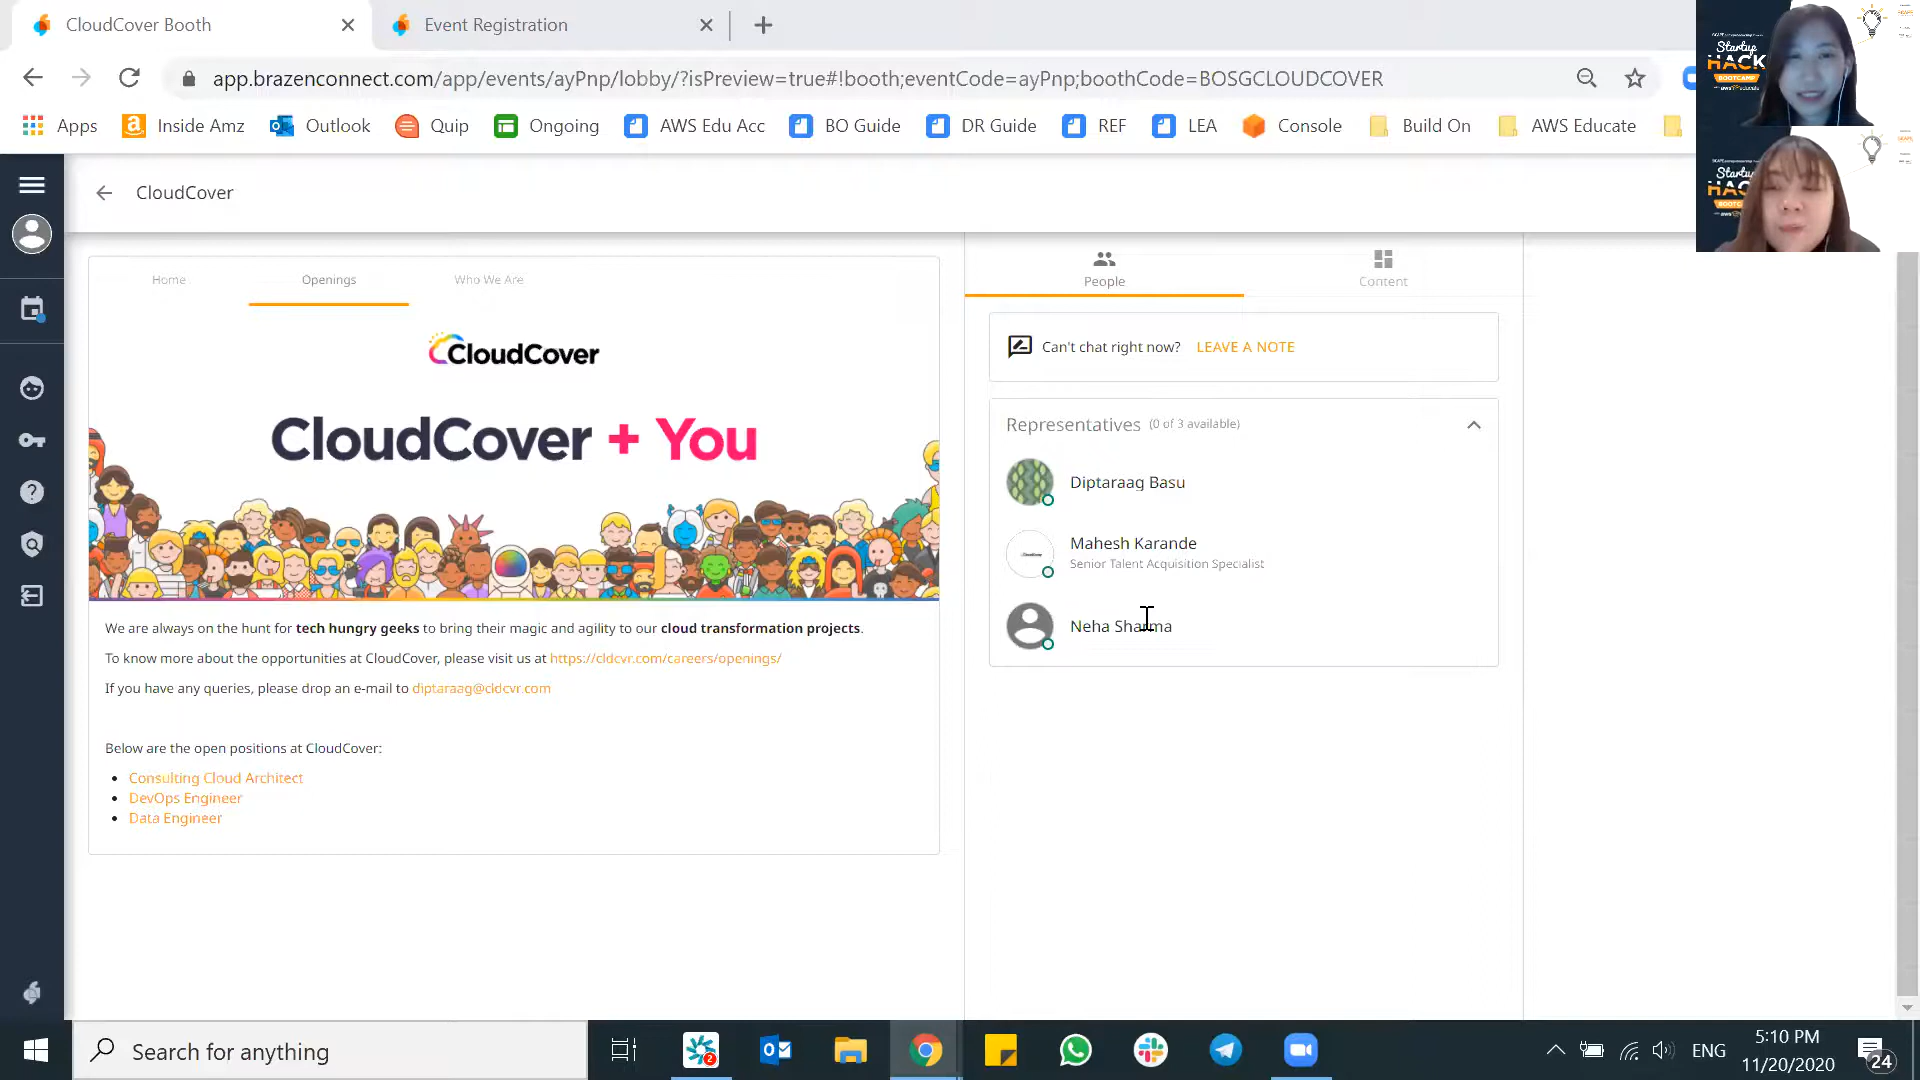 CloudCover Booth
Event Registration
app.brazenconnect.com/app/events/ayPnp/lobby/?isPreview=true#!booth;eventCode=ayPnp;boothCode=BOSGCLOUDCOVER
Apps
Inside Amz
Outlook
Quip
Ongoing
AWS Edu Acc
BO Guide
DR Guide
REF
LEA
Console
Build On
AWS Educate
Startup
HACK
BOOTCAMP
Startup
CloudCover
Home
Openings
Who We Are
People
Content
CloudCover
CloudCover + You
Can't chat right now? LEAVE A NOTE
Representatives (0 of 3 available)
Diptaraag Basu
Mahesh Karande
Senior Talent Acquisition Specialist
Neha Sharma
We are always on the hunt for tech hungry geeks to bring their magic and agility to our cloud transformation projects.
To know more about the opportunities at CloudCover, please visit us at https://cldcvr.com/careers/openings/
If you have any queries, please drop an e-mail to diptaraag@cldcvr.com
Below are the open positions at CloudCover:
Consulting Cloud Architect
DevOps Engineer
Data Engineer
Search for anything
2
ENG
5:10 PM
11/20/2020
24